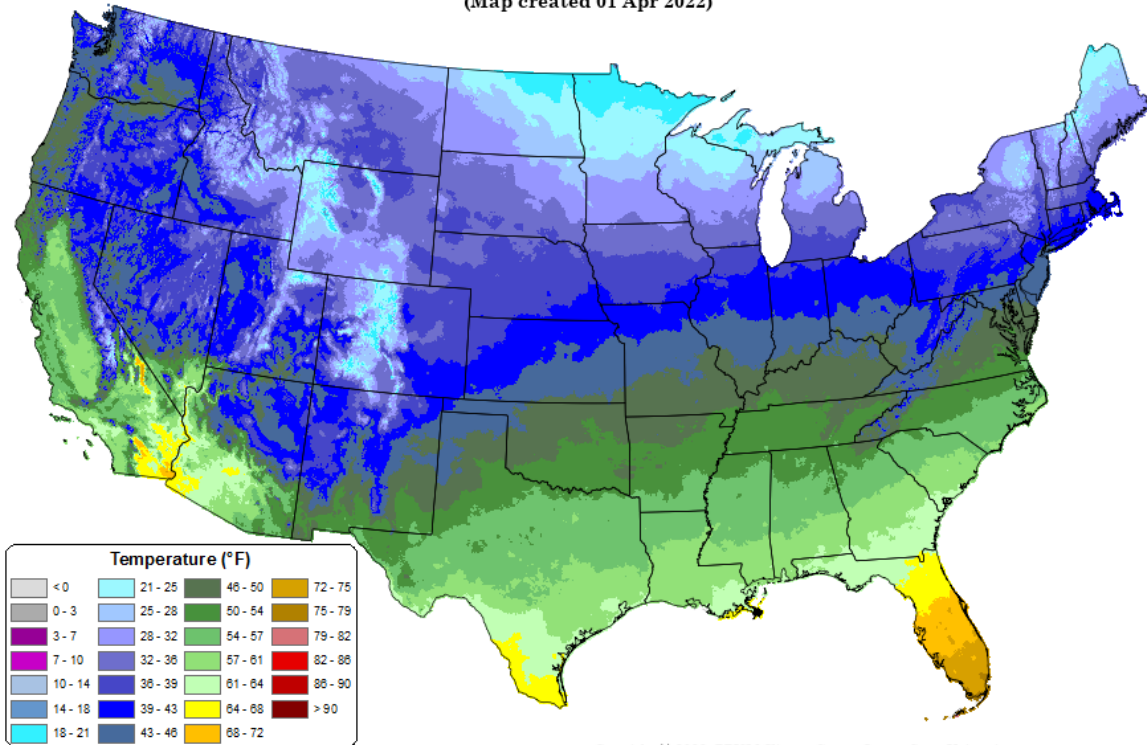 (Map created 01 Apr 2022)
Temperature (°F)
< 0
0 - 3
3 - 7
7 - 10
10 - 14
14 - 18
18 - 21
21 - 25
25 - 28
28 - 32
32 - 36
36 - 39
39 - 43
43 - 46
46 - 50
50 - 54
54 - 57
57 - 61
61 - 64
64 - 68
68 - 72
72 - 75
75 - 79
79 - 82
82 - 86
86 - 90
> 90